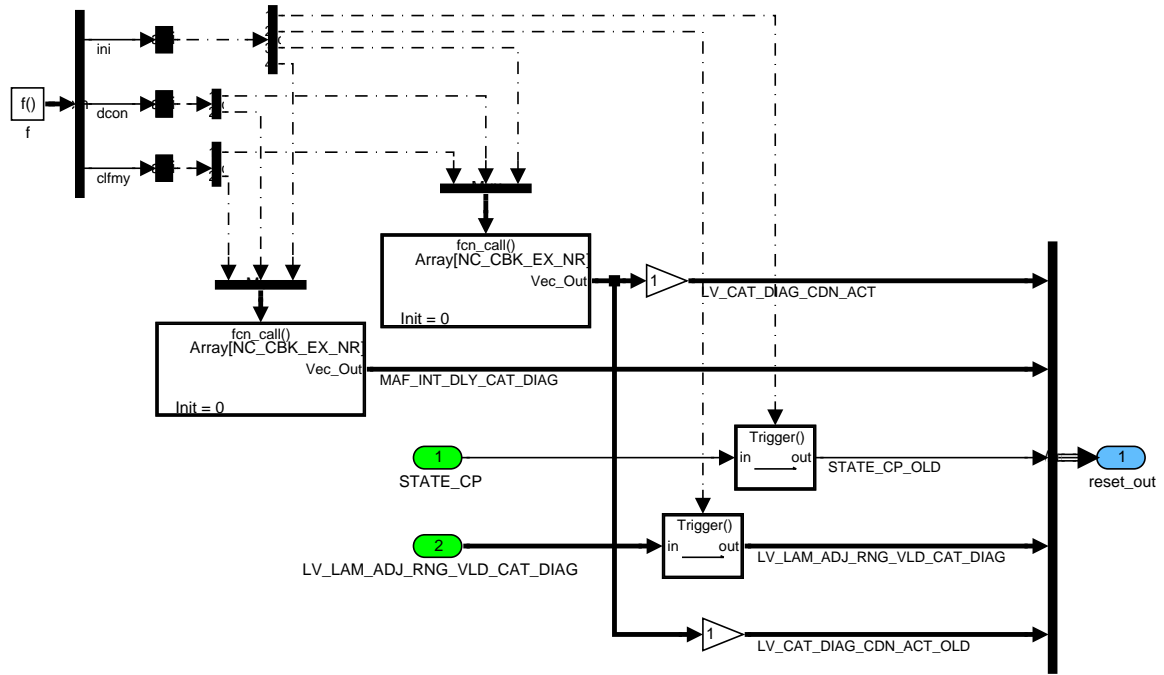 ini
f()
f
dcon
clfmy
fcn_call()
Array[NC_CBK_EX_NR]
Vec_Out
Init = 0
1
LV_CAT_DIAG_CDN_ACT
fcn_call()
Array[NC_CBK_EX_NR]
Vec_Out
Init = 0
MAF_INT_DLY_CAT_DIAG
1
STATE_CP
Trigger()
in
out
STATE_CP_OLD
1
reset_out
2
LV_LAM_ADJ_RNG_VLD_CAT_DIAG
Trigger()
in
out
LV_LAM_ADJ_RNG_VLD_CAT_DIAG
1
LV_CAT_DIAG_CDN_ACT_OLD